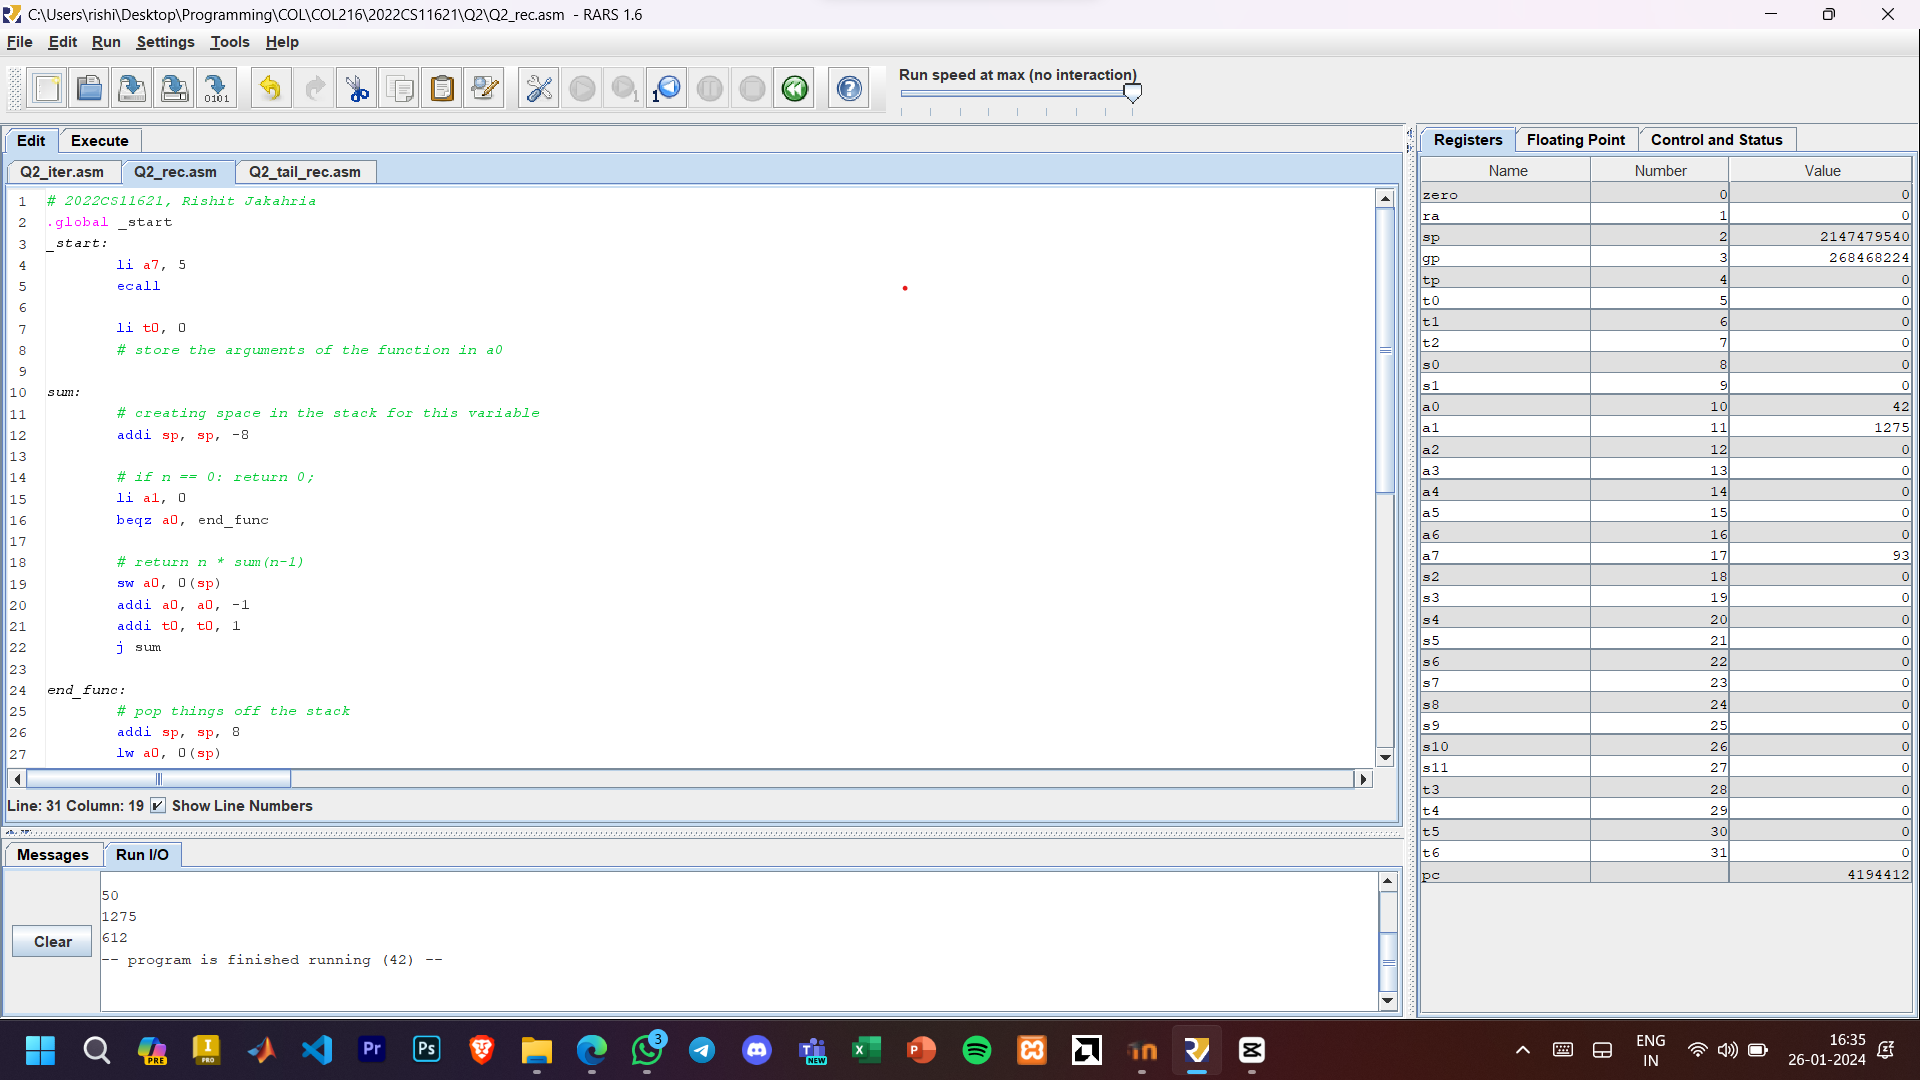 C:\Users\rishi\Desktop\Programming\COL\COL216\2022CS11621\Q2\Q2_rec.asm - RARS 1.6
File Edit Run Settings Tools Help
0101
1
1
Run speed at max (no interaction)
Edit Execute
Q2_iter.asm Q2_rec.asm Q2_tail_rec.asm
1 # 2022CS11621, Rishit Jakahria
2 .global _start
3 _start:
4 li a7, 5
5 ecall
6
7 li t0, 0
8 # store the arguments of the function in a0
9
10 sum:
11 # creating space in the stack for this variable
12 addi sp, sp, -8
13
14 # if n == 0: return 0;
15 li a1, 0
16 beqz a0, end_func
17
18 # return n * sum(n-1)
19 sw a0, 0(sp)
20 addi a0, a0, -1
21 addi t0, t0, 1
22 j sum
23
24 end_func:
25 # pop things off the stack
26 addi sp, sp, 8
27 lw a0, 0(sp)
Line: 31 Column: 19 Show Line Numbers
Messages Run I/O
Clear
50
1275
612
-- program is finished running (42) --
Registers Floating Point Control and Status
Name Number Value
zero 0 0
ra 1 0
sp 2 2147479540
gp 3 268468224
tp 4 0
t0 5 0
t1 6 0
t2 7 0
s0 8 0
s1 9 0
a0 10 42
a1 11 1275
a2 12 0
a3 13 0
a4 14 0
a5 15 0
a6 16 0
a7 17 93
s2 18 0
s3 19 0
s4 20 0
s5 21 0
s6 22 0
s7 23 0
s8 24 0
s9 25 0
s10 26 0
s11 27 0
t3 28 0
t4 29 0
t5 30 0
t6 31 0
pc 4194412
PRE
I
PRO
Pr
Ps
3
NEW
ENG
IN
16:35
26-01-2024